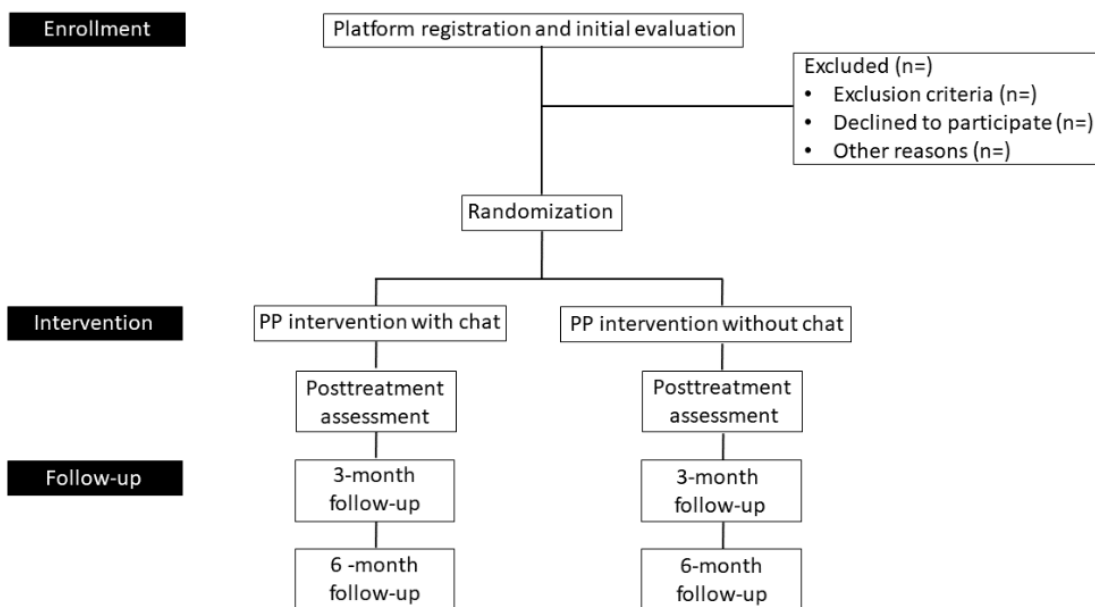 Enrollment
Platform registration and initial evaluation
Excluded (n=)
• Exclusion criteria (n=)
• Declined to participate (n=)
• Other reasons (n=)
Randomization
Intervention
PP intervention with chat
PP intervention without chat
Posttreatment
assessment
Posttreatment
assessment
Follow-up
3-month
follow-up
3-month
follow-up
6 -month
follow-up
6-month
follow-up